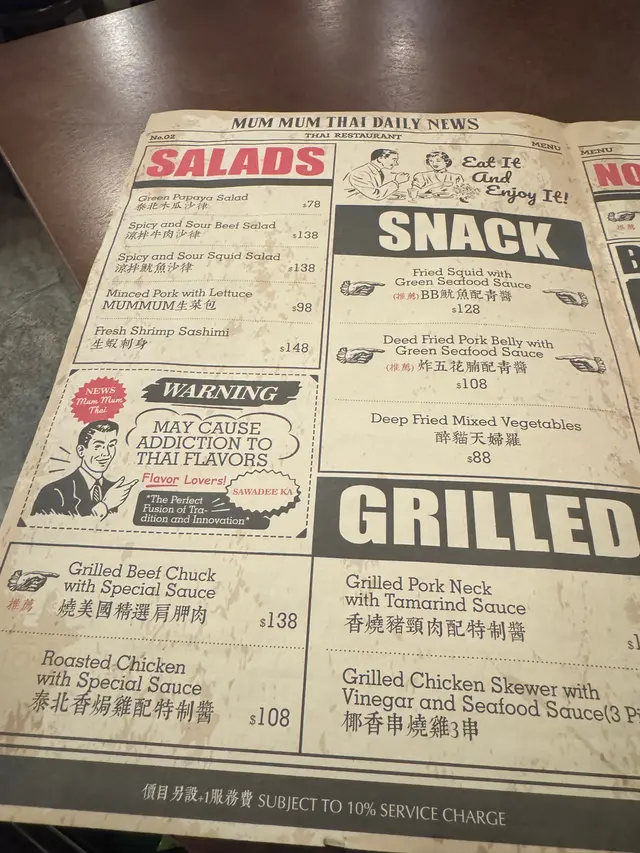 MUM MUM THAI DAILY NEWS
No.02
THAI RESTAURANT
MENU
SALADS
Green Papaya Salad
泰北木瓜沙律
$78
Spicy and Sour Beef Salad
涼拌牛肉沙律
$138
Spicy and Sour Squid Salad
涼拌魷魚沙律
$138
Minced Pork with Lettuce
MUMMUM生菜包
$98
Fresh Shrimp Sashimi
生蝦刺身
$148
NEWS
Mum Mum
Thai
WARNING
MAY CAUSE
ADDICTION TO
THAI FLAVORS
Flavor Lovers!
SAWADEE KA
"The Perfect
Fusion of Tra-
dition and Innovation"
Eat It
And
Enjoy It!
SNACK
Fried Squid with
Green Seafood Sauce
(推薦) BB魷魚配青醬
$128
Deed Fried Pork Belly with
Green Seafood Sauce
(推薦) 炸五花腩配青醬
$108
Deep Fried Mixed Vegetables
醉貓天婦羅
$88
GRILLED
Grilled Beef Chuck
with Special Sauce
推薦
燒美國精選肩胛肉
$138
Roasted Chicken
with Special Sauce
泰北香焗雞配特制醬
$108
Grilled Pork Neck
with Tamarind Sauce
香燒豬頸肉配特制醬
Grilled Chicken Skewer with
Vinegar and Seafood Sauce(3 P
椰香串燒雞3串
MENU
NO
推薦
價目另設+1服務費 SUBJECT TO 10% SERVICE CHARGE